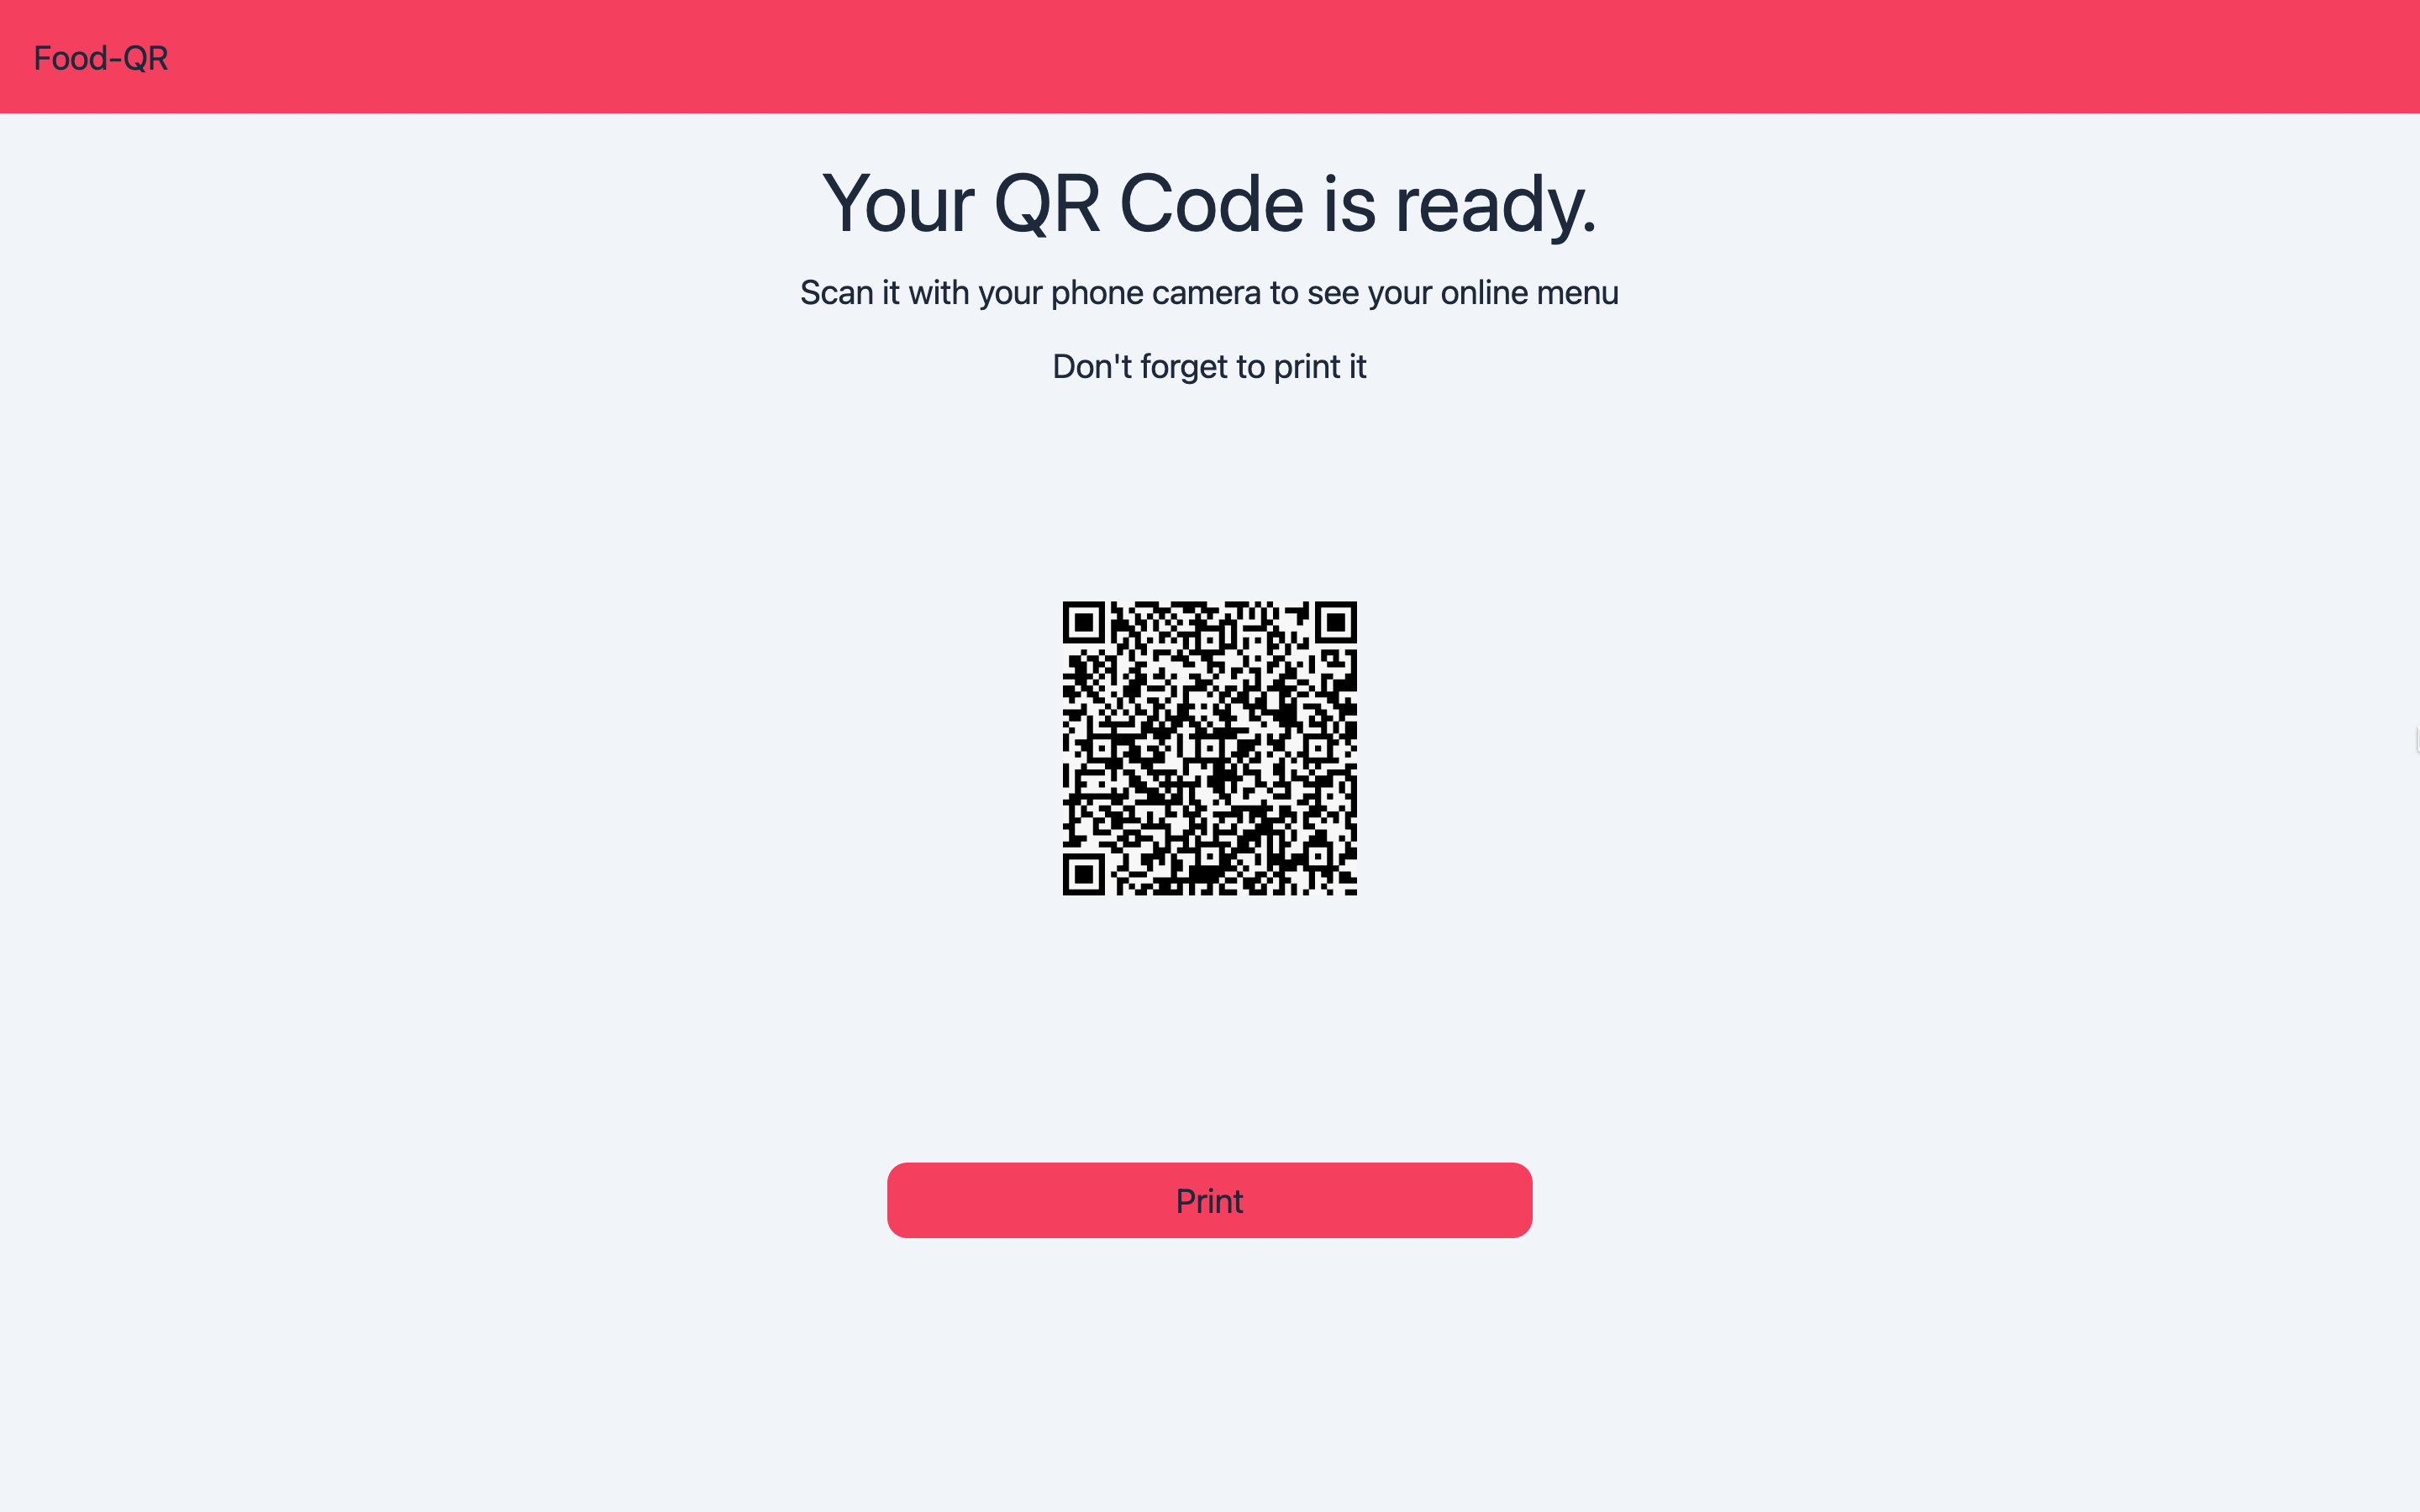 Food-QR
Your QR Code is ready.
Scan it with your phone camera to see your online menu
Don't forget to print it
Print